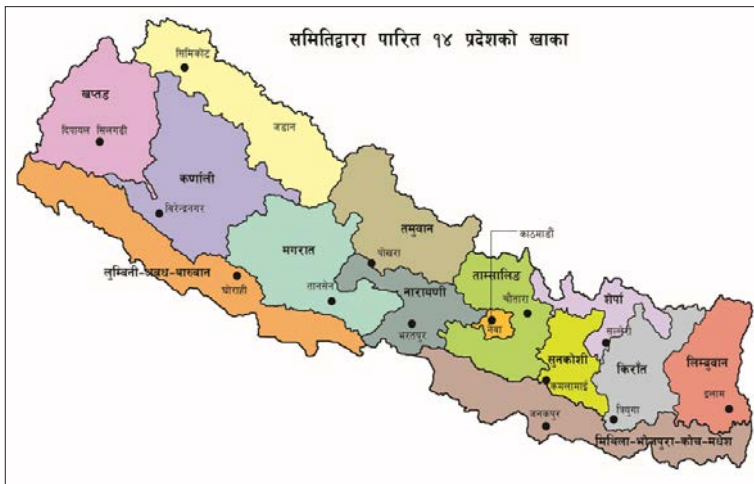 समितिद्वारा पारित १४ प्रदेशको खाका
सिमिकोट
खप्तड
दिपायल सिलगढी
जडान
कर्णाली
बिरेन्द्रनगर
तमुवान
काठमाडौं
मगरात
पोखरा
ताम्सालिङ
लुम्बिनी-अवध-थारुवान
घोराही
तानसेन
नारायणी
चौतारा
शेर्पा
भरतपुर
नेवा
सल्लेरी
सुनकोशी
किराँत
लिम्बुवान
कमलामाई
इलाम
जनकपुर
त्रियुगा
मिथिला-भोजपुरा-कोच-मधेश